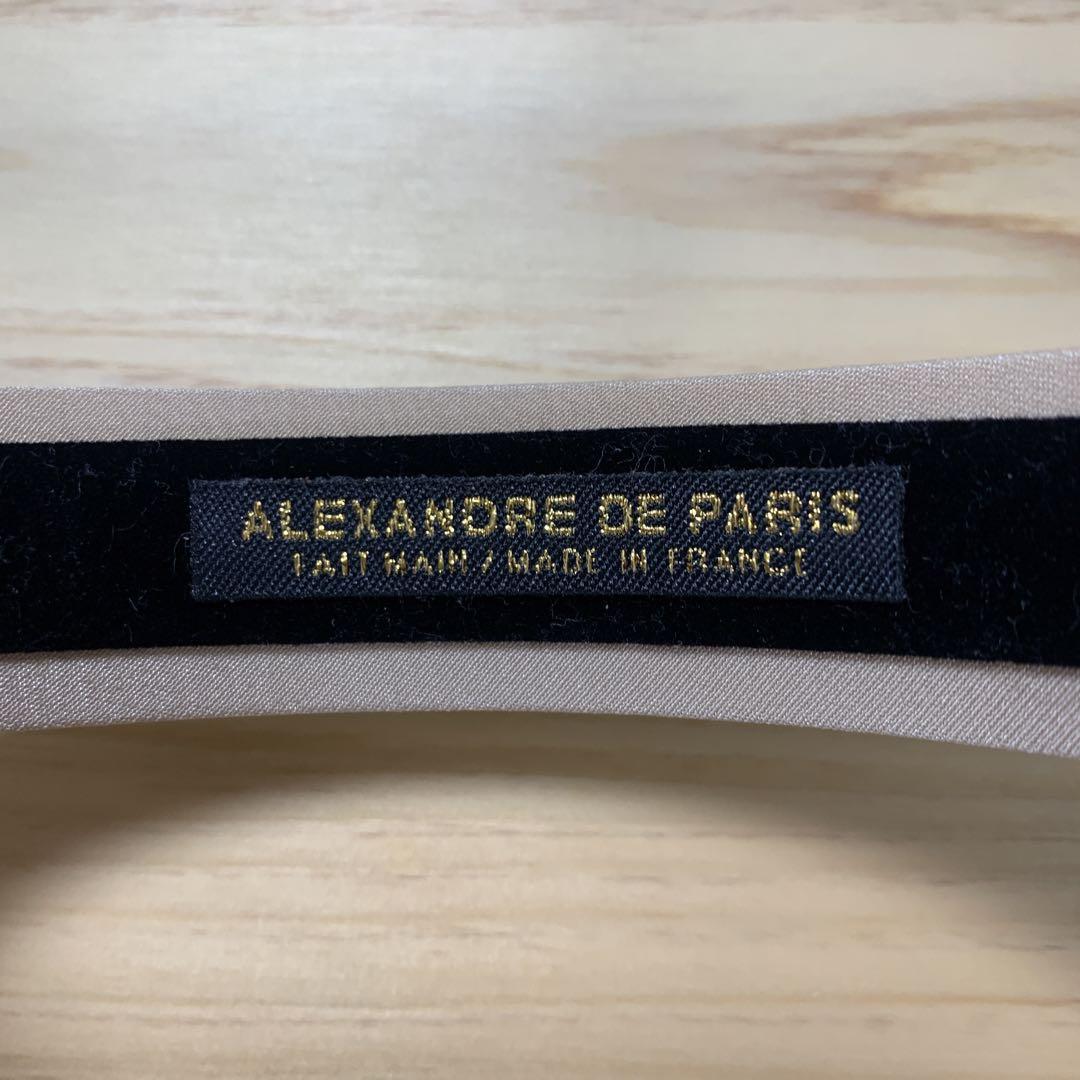 ALEXANDRE DE PARIS
FAIT MAIN / MADE IN FRANCE